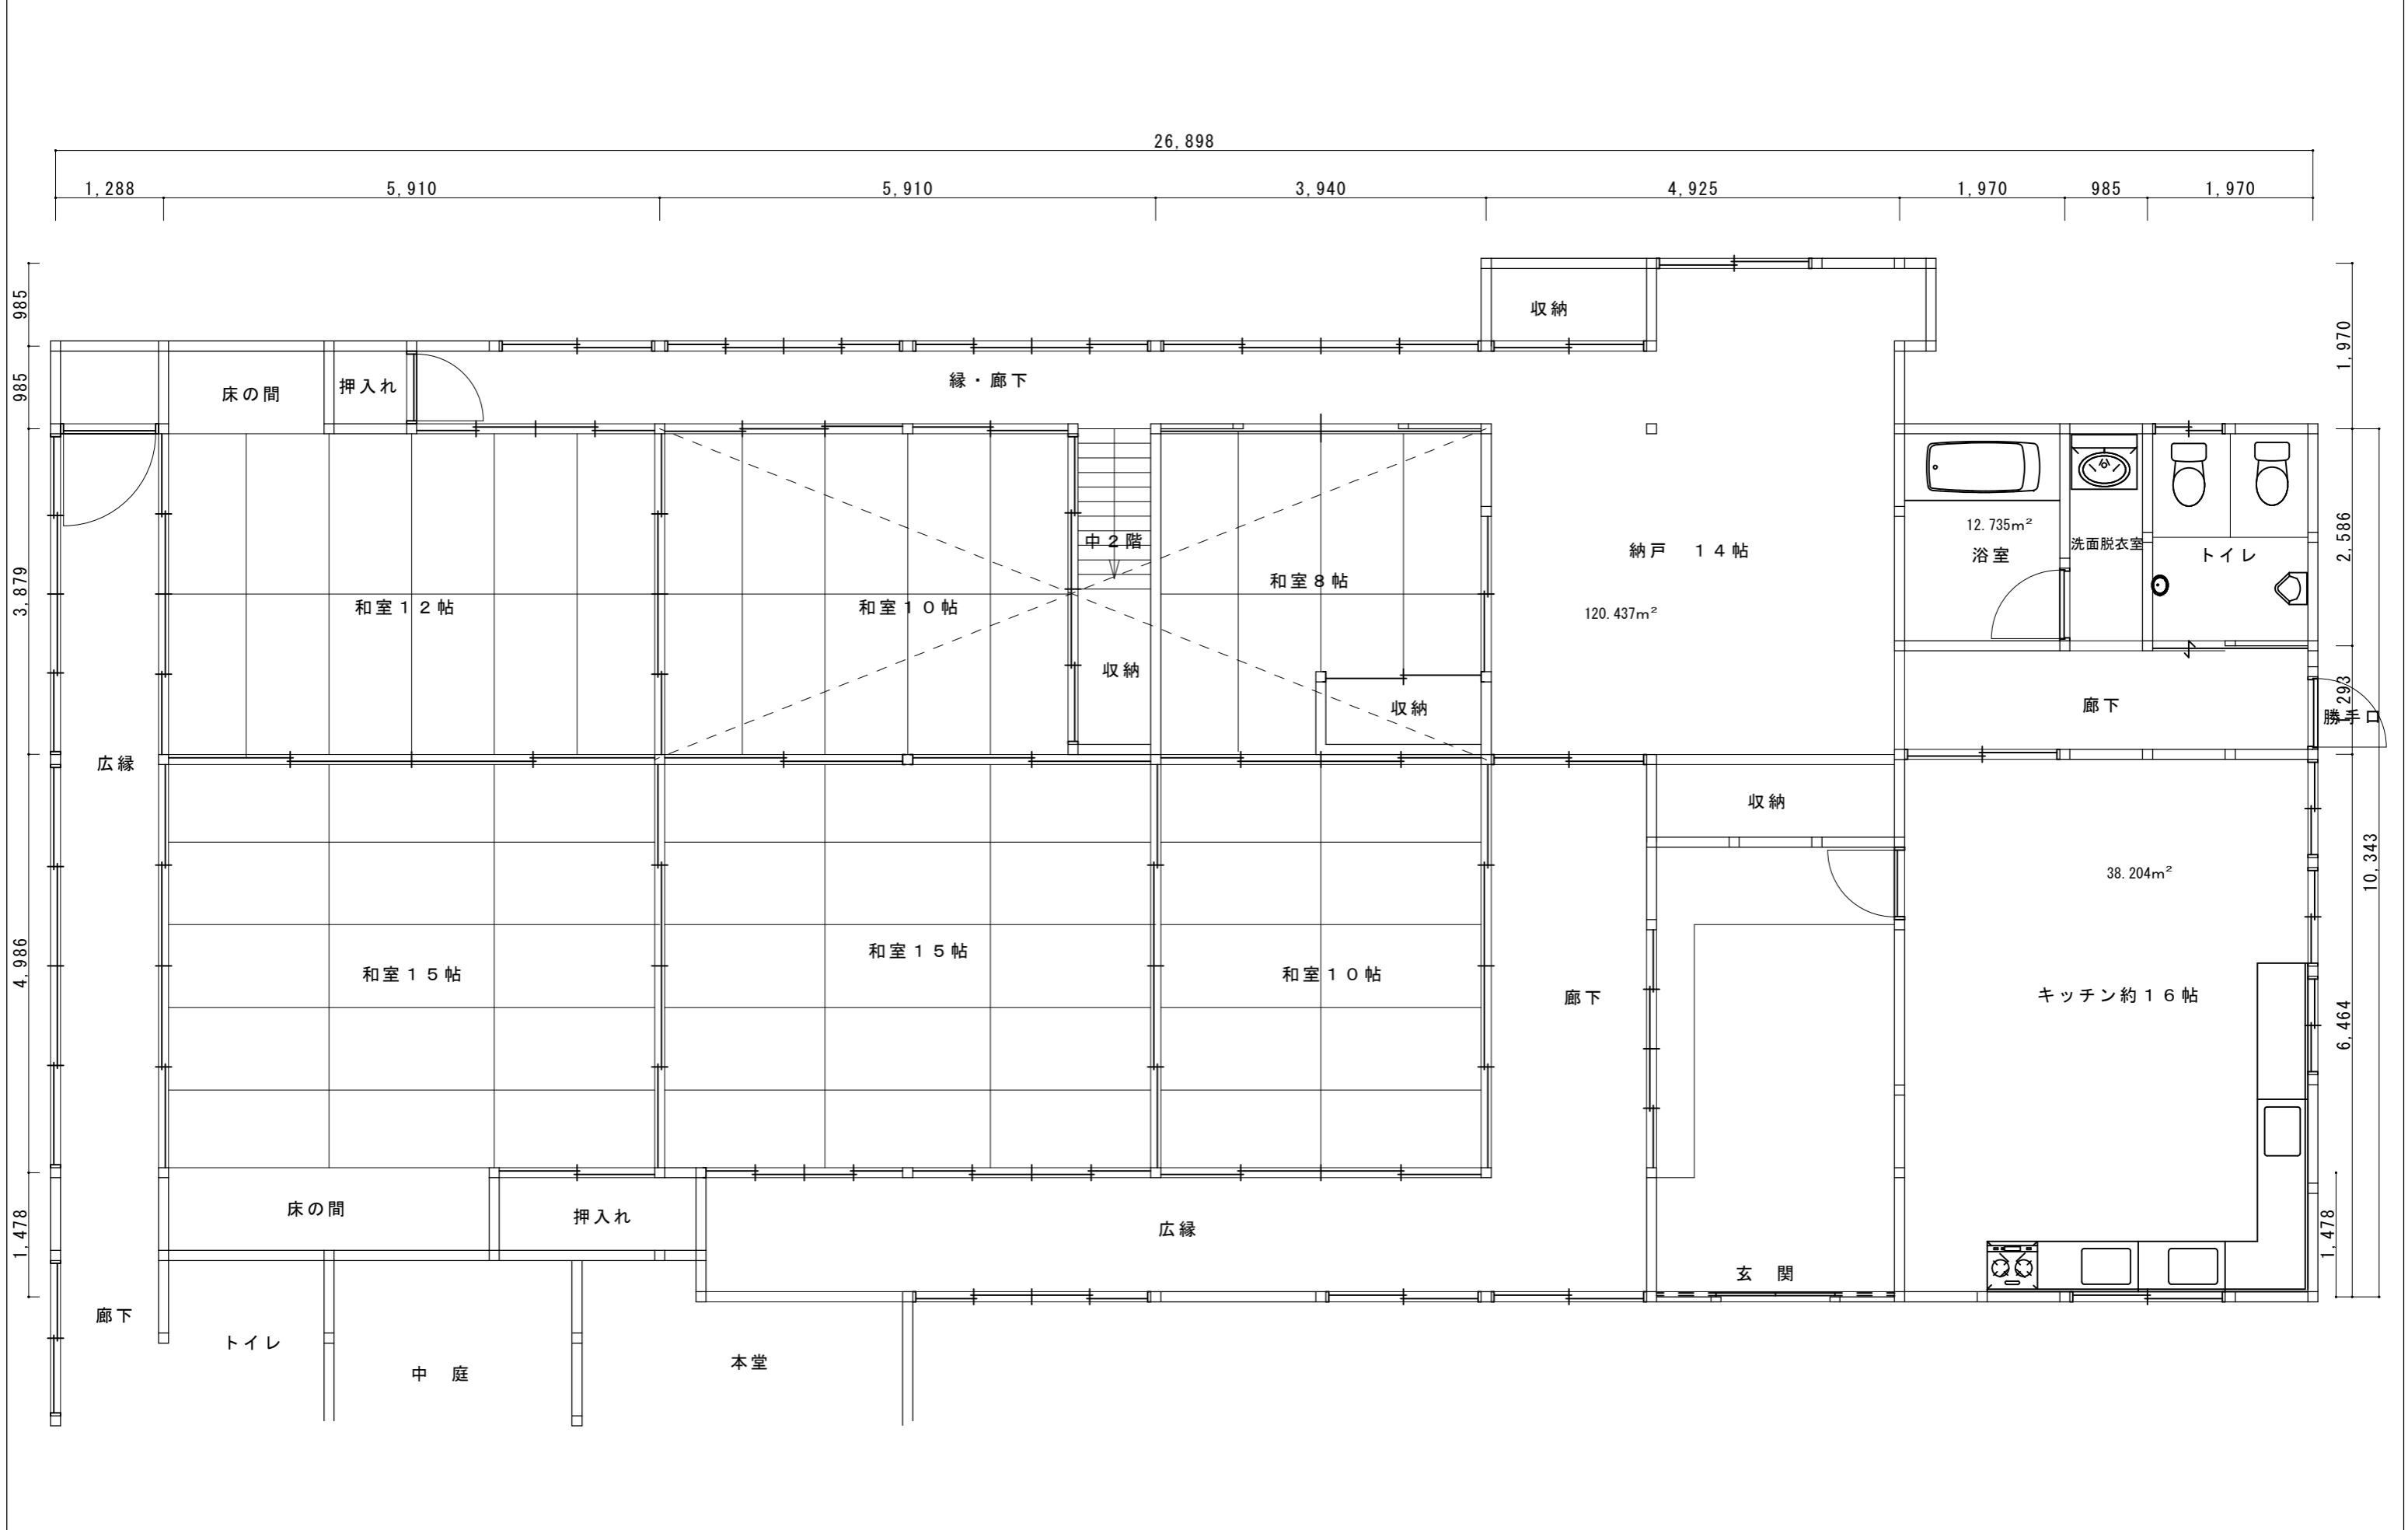 26,898
1,288
5,910
5,910
3,940
4,925
1,970
985
1,970
985
985
3,879
4,986
1,478
1,970
2,586
1,293
10,343
6,464
1,478
収納
床の間
押入れ
縁・廊下
中２階
和室１２帖
和室１０帖
和室８帖
収納
収納
納戸　１４帖
120.437m²
12.735m²
浴室
洗面脱衣室
トイレ
廊下
勝手口
広縁
収納
38.204m²
和室１５帖
和室１５帖
和室１０帖
廊下
キッチン約１６帖
床の間
押入れ
広縁
玄　関
廊下
トイレ
中　庭
本堂